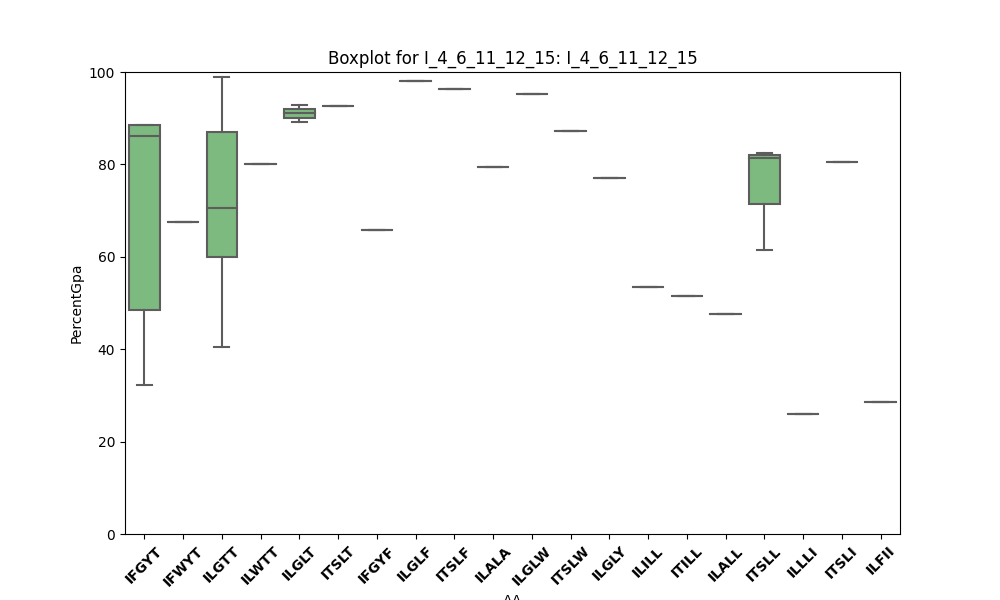 Boxplot for I_4_6_11_12_15: I_4_6_11_12_15
PercentGpa
100
80
60
40
20
0
IFGYT
IFWYT
ILGTT
ILWTT
ILGLT
ITSLT
IFGYF
ILGLF
ITSLF
ILALA
ILGLW
ITSLW
ILGLY
ILILL
ITILL
ILALL
ITSLL
ILLLI
ITSLI
ILFII
AA